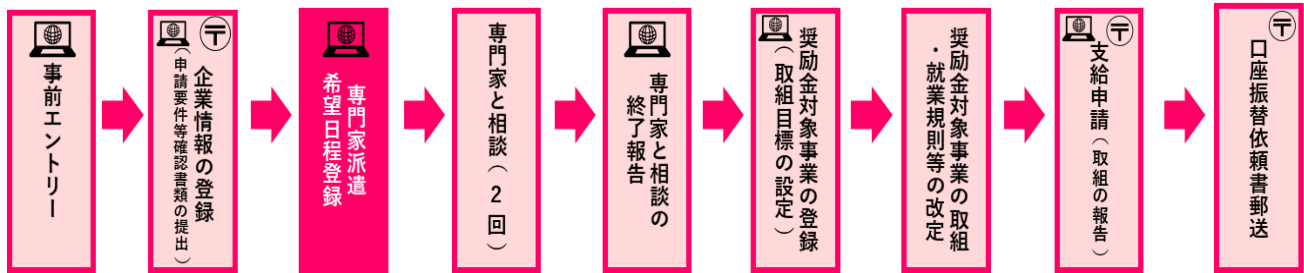 事前エントリー
〒
企業情報の登録
（申請要件等確認書類の提出）
専門家派遣
希望日程登録
専門家と相談（２回）
専門家と相談の
終了報告
奨励金対象事業の登録
（取組目標の設定）
奨励金対象事業の取組
・就業規則等の改定
〒
支給申請（取組の報告）
〒
口座振替依頼書郵送